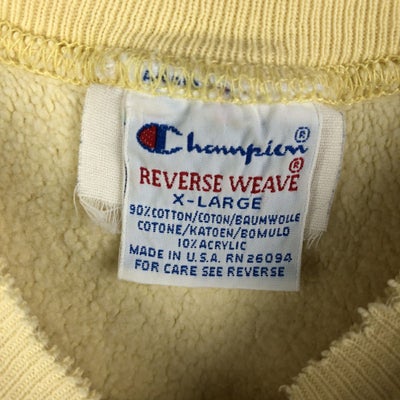 Champion®
REVERSE WEAVE®
X-LARGE
90% COTTON/COTON/BAUMWOLLE
COTONE/KATOEN/BOMULD
10% ACRYLIC
MADE IN U.S.A. RN 26094
FOR CARE SEE REVERSE